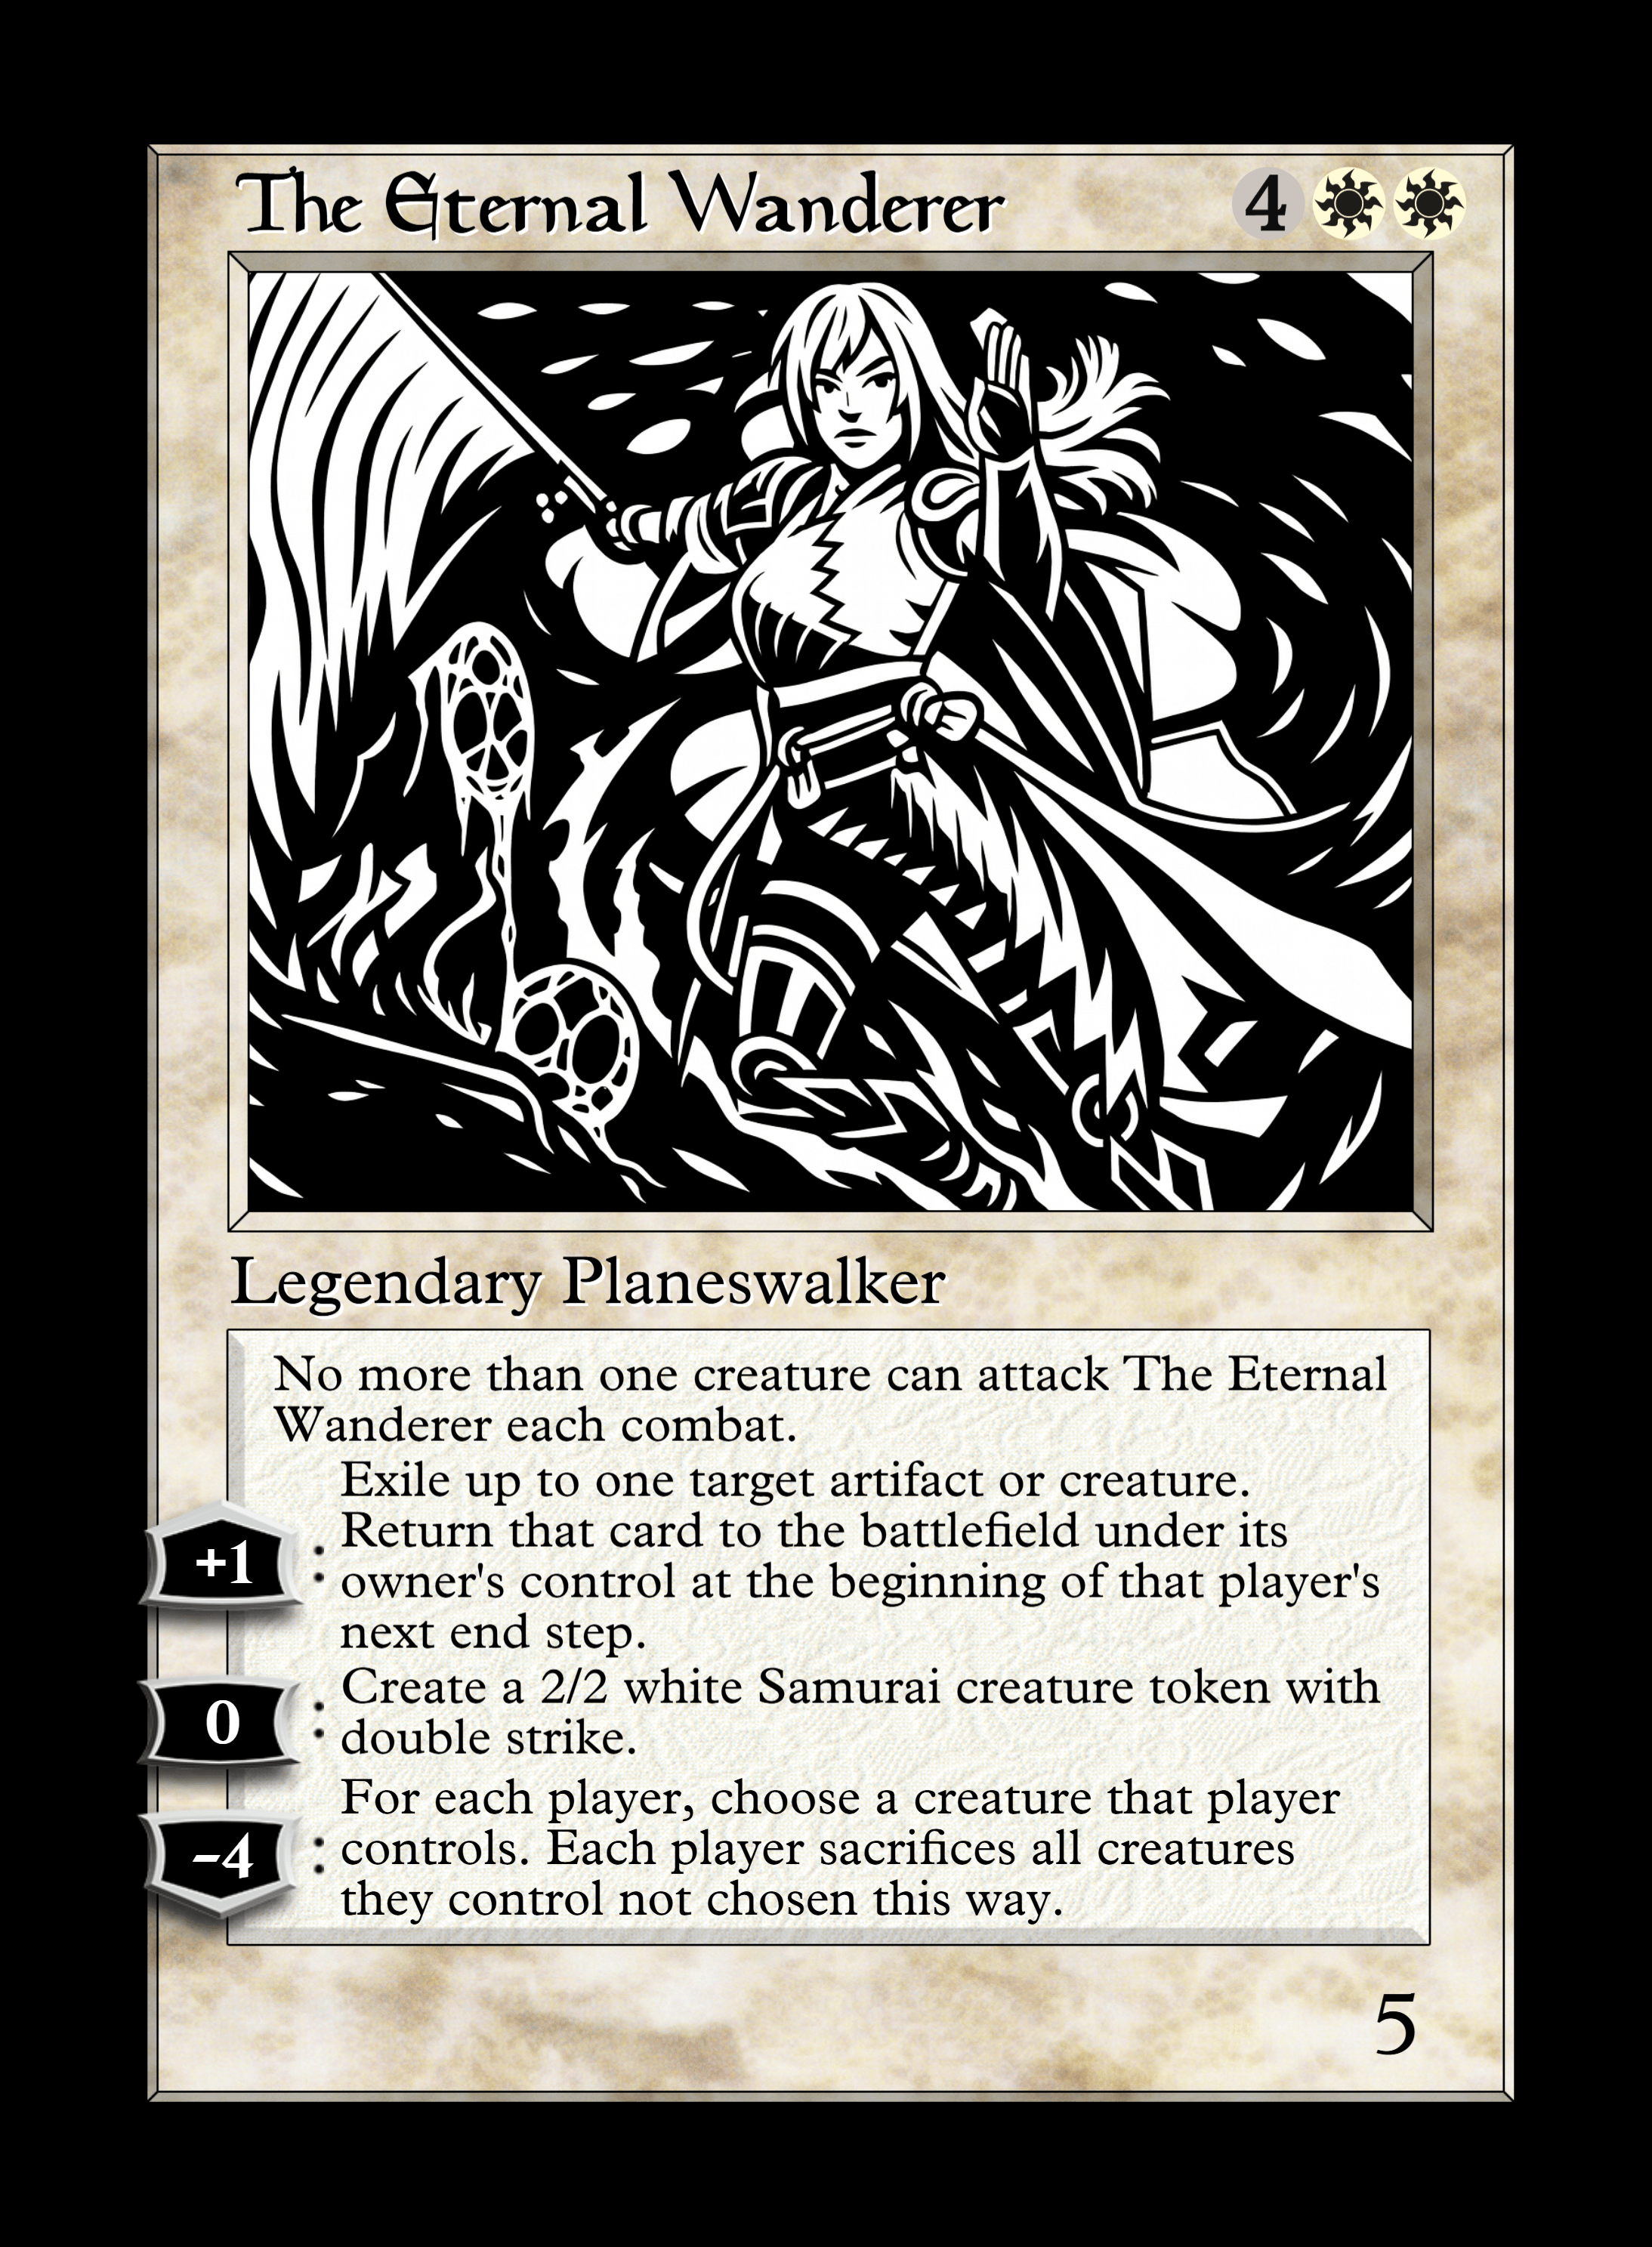 The Eternal Wanderer 4
Legendary Planeswalker
No more than one creature can attack The Eternal
Wanderer each combat.
Exile up to one target artifact or creature.
Return that card to the battlefield under its
+1 : owner's control at the beginning of that player's
next end step.
Create a 2/2 white Samurai creature token with
0 : double strike.
For each player, choose a creature that player
−4 : controls. Each player sacrifices all creatures
they control not chosen this way.
5